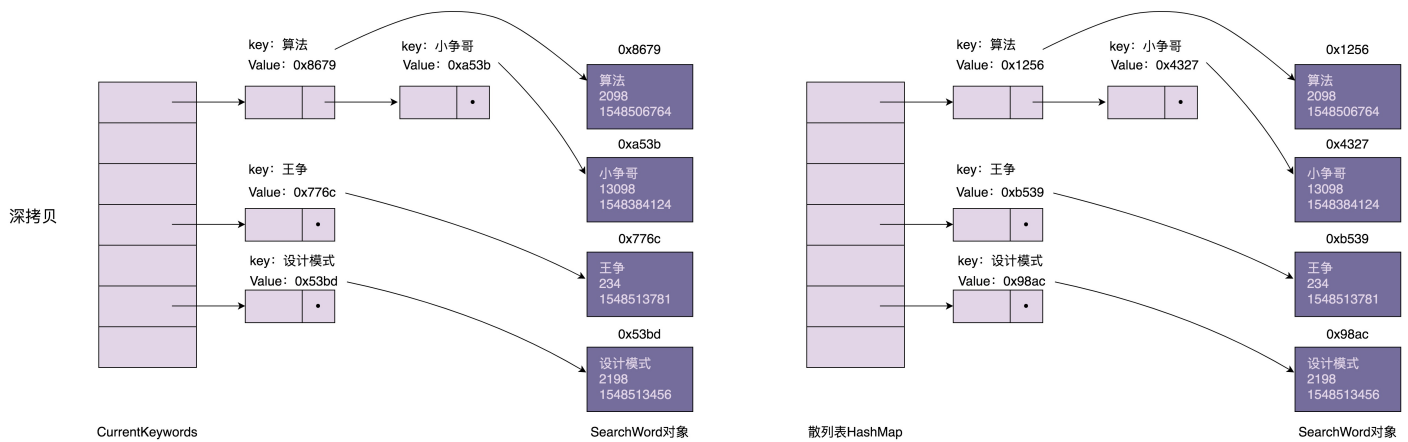 深拷贝
key：算法
Value：0x8679
key：小争哥
Value：0xa53b
0x8679
算法
2098
1548506764
0xa53b
小争哥
13098
1548384124
key：王争
Value：0x776c
0x776c
王争
234
1548513781
key：设计模式
Value：0x53bd
0x53bd
设计模式
2198
1548513456
CurrentKeywords
SearchWord对象
key：算法
Value：0x1256
key：小争哥
Value：0x4327
0x1256
算法
2098
1548506764
0x4327
小争哥
13098
1548384124
key：王争
Value：0xb539
0xb539
王争
234
1548513781
key：设计模式
Value：0x98ac
0x98ac
设计模式
2198
1548513456
散列表HashMap
SearchWord对象